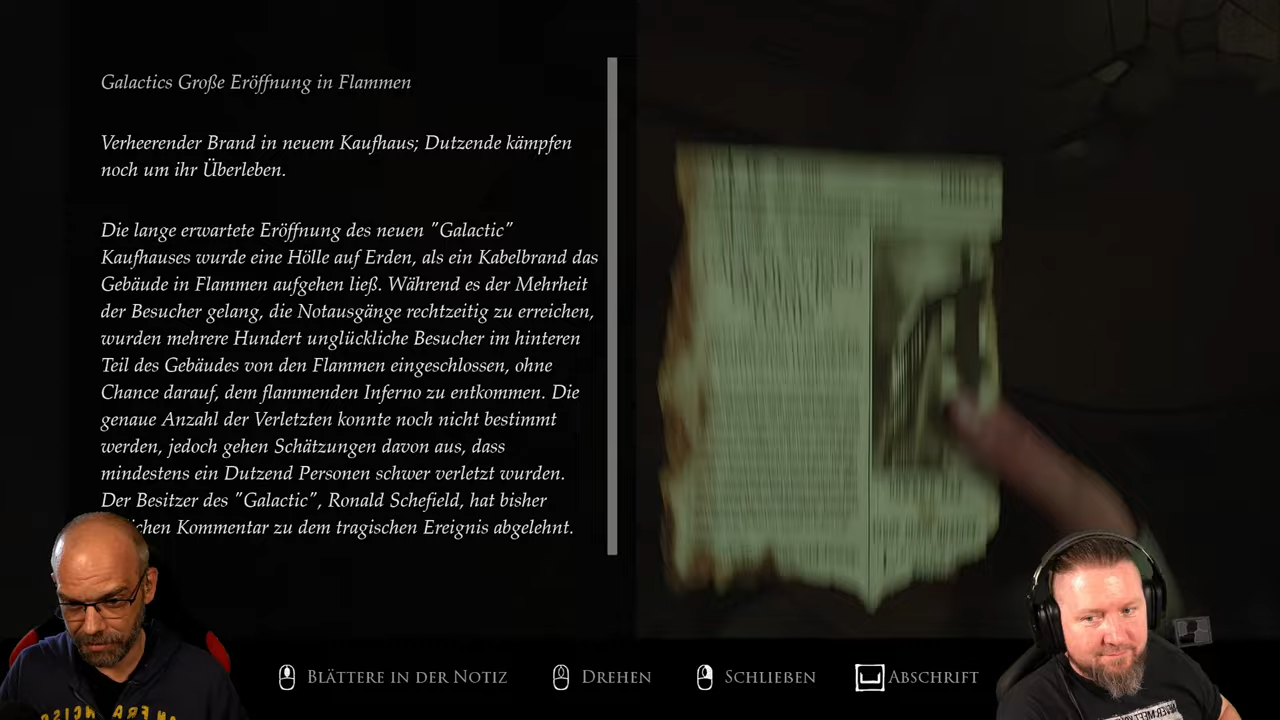 Galactics Große Eröffnung in Flammen
Verheerender Brand in neuem Kaufhaus; Dutzende kämpfen
noch um ihr Überleben.
Die lange erwartete Eröffnung des neuen "Galactic"
Kaufhauses wurde eine Hölle auf Erden, als ein Kabelbrand das
Gebäude in Flammen aufgehen ließ. Während es der Mehrheit
der Besucher gelang, die Notausgänge rechtzeitig zu erreichen,
wurden mehrere Hundert unglückliche Besucher im hinteren
Teil des Gebäudes von den Flammen eingeschlossen, ohne
Chance darauf, dem flammenden Inferno zu entkommen. Die
genaue Anzahl der Verletzten konnte noch nicht bestimmt
werden, jedoch gehen Schätzungen davon aus, dass
mindestens ein Dutzend Personen schwer verletzt wurden.
Der Besitzer des "Galactic", Ronald Schefield, hat bisher
Kommentar zu dem tragischen Ereignis abgelehnt.
BLÄTTERE IN DER NOTIZ DREHEN SCHLIEßEN ABSCHRIFT